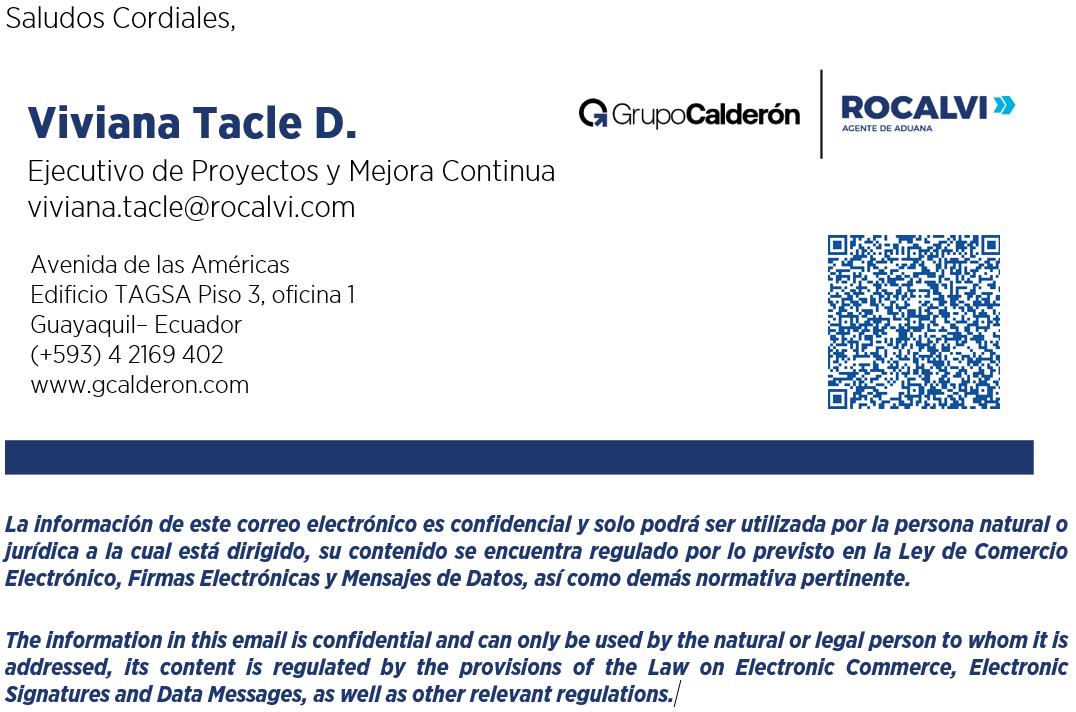 Saludos Cordiales,
Viviana Tacle D.
Ejecutivo de Proyectos y Mejora Continua
viviana.tacle@rocalvi.com
GrupoCalderón
ROCALVI
AGENTE DE ADUANA
Avenida de las Américas
Edificio TAGSA Piso 3, oficina 1
Guayaquil– Ecuador
(+593) 4 2169 402
www.gcalderon.com
La información de este correo electrónico es confidencial y solo podrá ser utilizada por la persona natural o
jurídica a la cual está dirigido, su contenido se encuentra regulado por lo previsto en la Ley de Comercio
Electrónico, Firmas Electrónicas y Mensajes de Datos, así como demás normativa pertinente.
The information in this email is confidential and can only be used by the natural or legal person to whom it is
addressed, its content is regulated by the provisions of the Law on Electronic Commerce, Electronic
Signatures and Data Messages, as well as other relevant regulations.